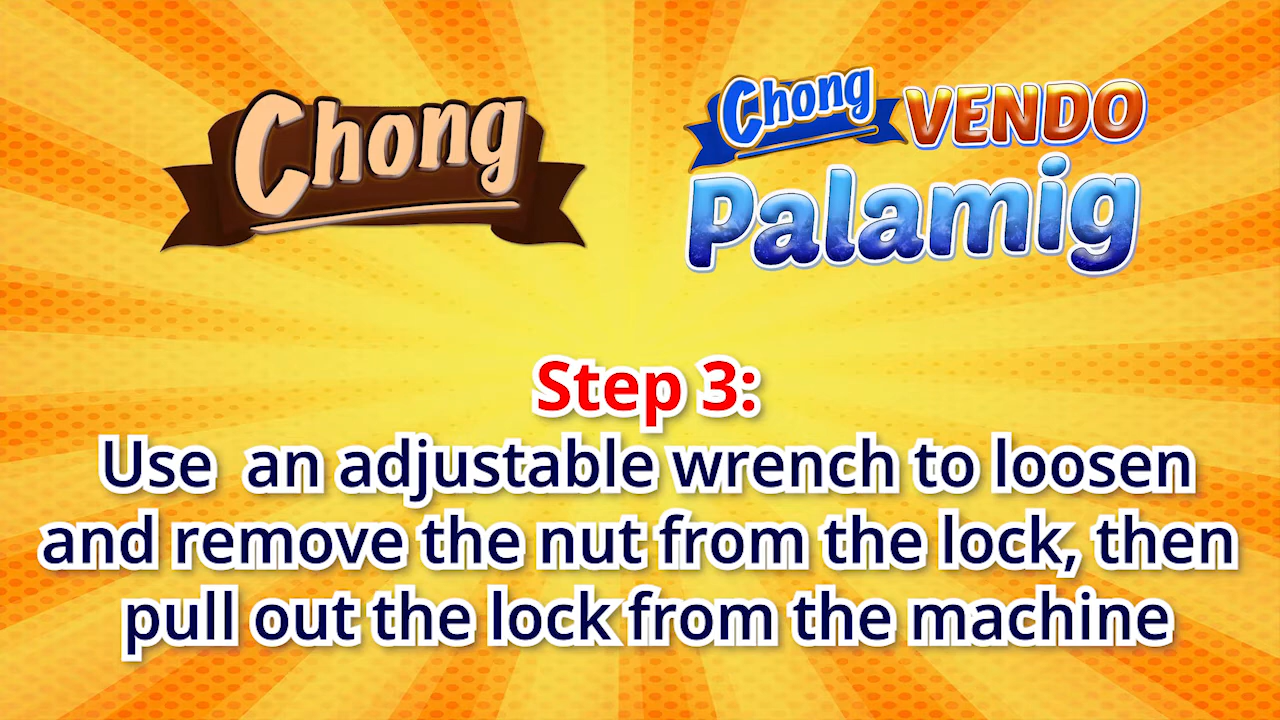 Chong
Chong VENDO
Palamig
Step 3:
Use  an adjustable wrench to loosen
and remove the nut from the lock, then
pull out the lock from the machine